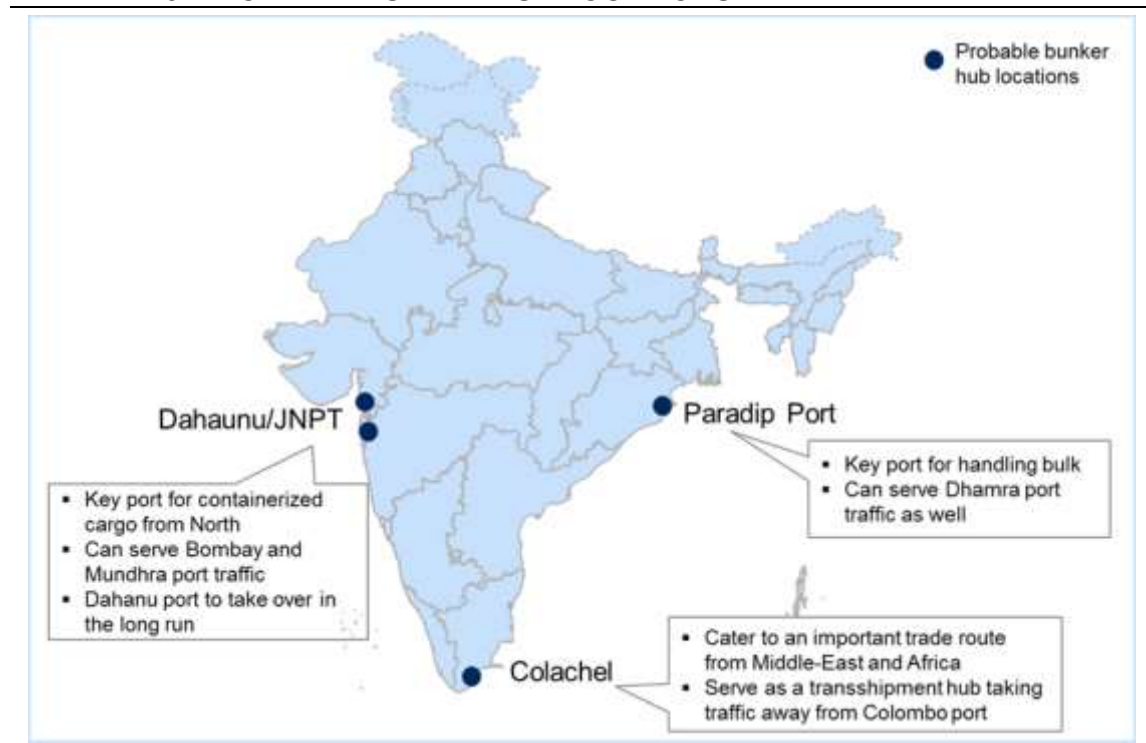 Probable bunker
hub locations
Dahaunu/JNPT
Paradip Port
▪ Key port for handling bulk
▪ Can serve Dhamra port
traffic as well
▪ Key port for containerized
cargo from North
▪ Can serve Bombay and
Mundhra port traffic
▪ Dahanu port to take over in
the long run
Colachel
▪ Cater to an important trade route
from Middle-East and Africa
▪ Serve as a transshipment hub taking
traffic away from Colombo port